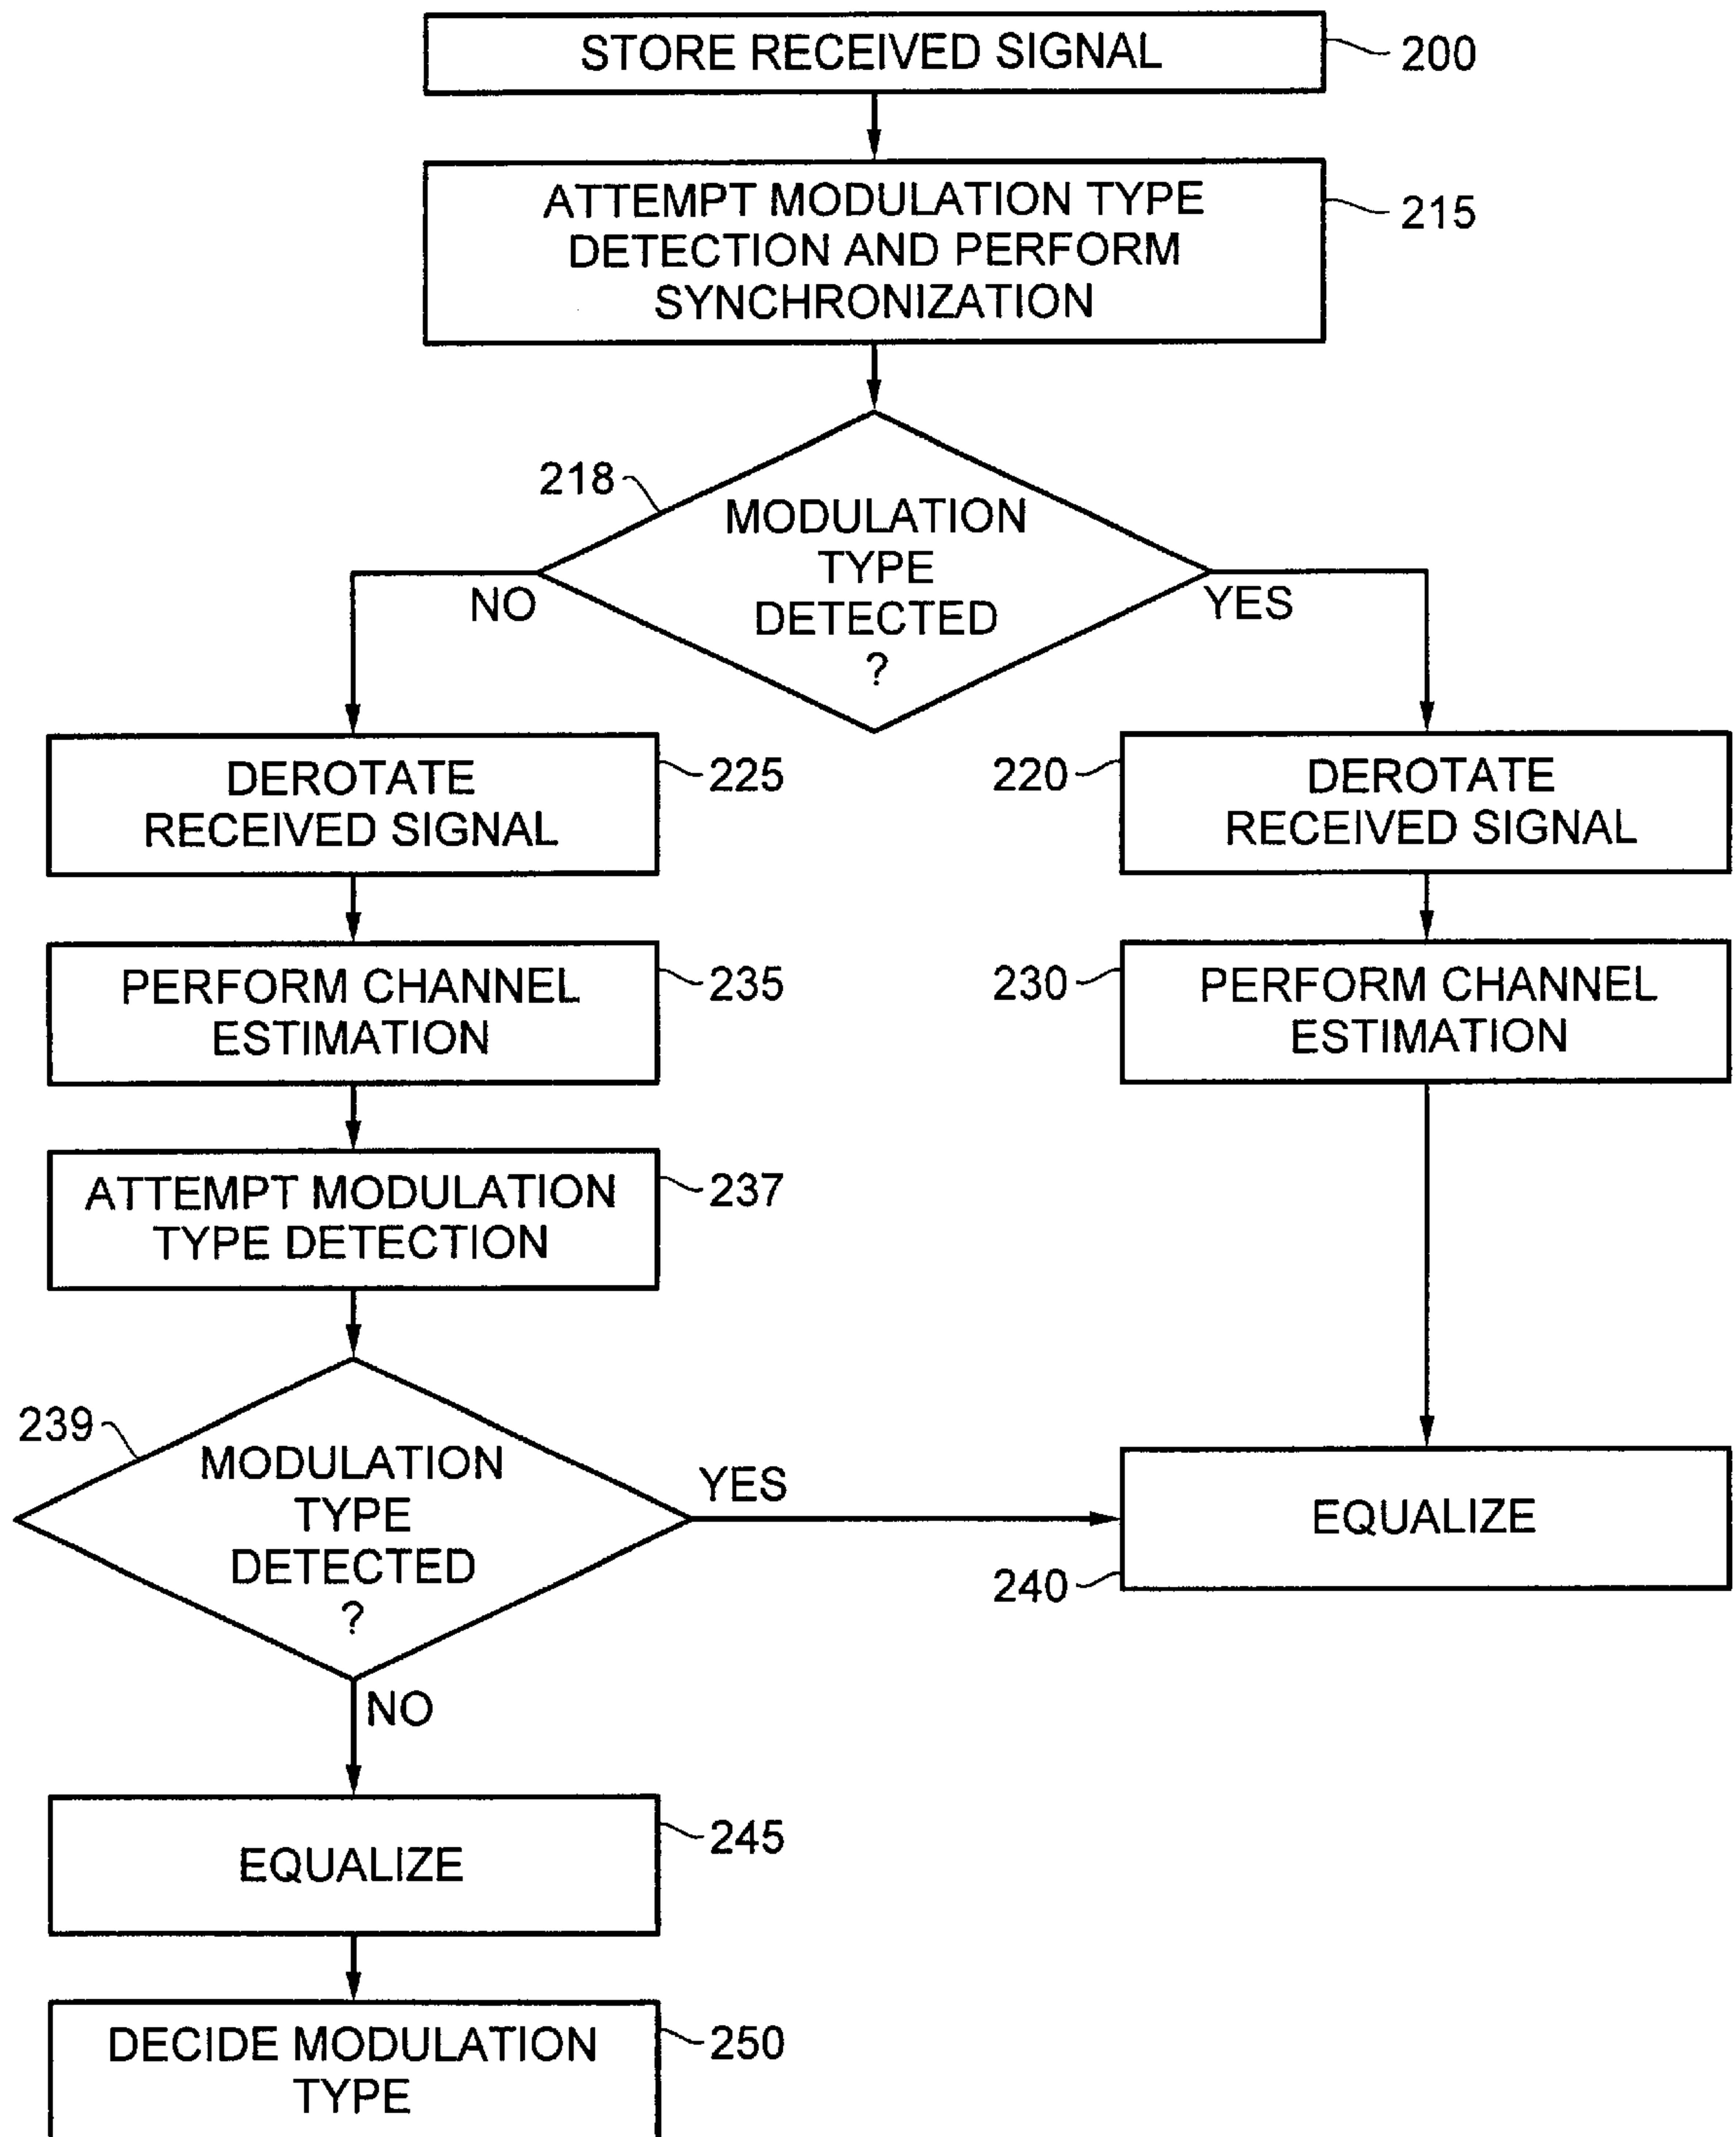 STORE RECEIVED SIGNAL
200
ATTEMPT MODULATION TYPE
DETECTION AND PERFORM
SYNCHRONIZATION
215
218
MODULATION
TYPE
DETECTED
?
NO
YES
DEROTATE
RECEIVED SIGNAL
225
220
DEROTATE
RECEIVED SIGNAL
PERFORM CHANNEL
ESTIMATION
235
230
PERFORM CHANNEL
ESTIMATION
ATTEMPT MODULATION
TYPE DETECTION
237
239
MODULATION
TYPE
DETECTED
?
YES
EQUALIZE
240
NO
EQUALIZE
245
DECIDE MODULATION
TYPE
250